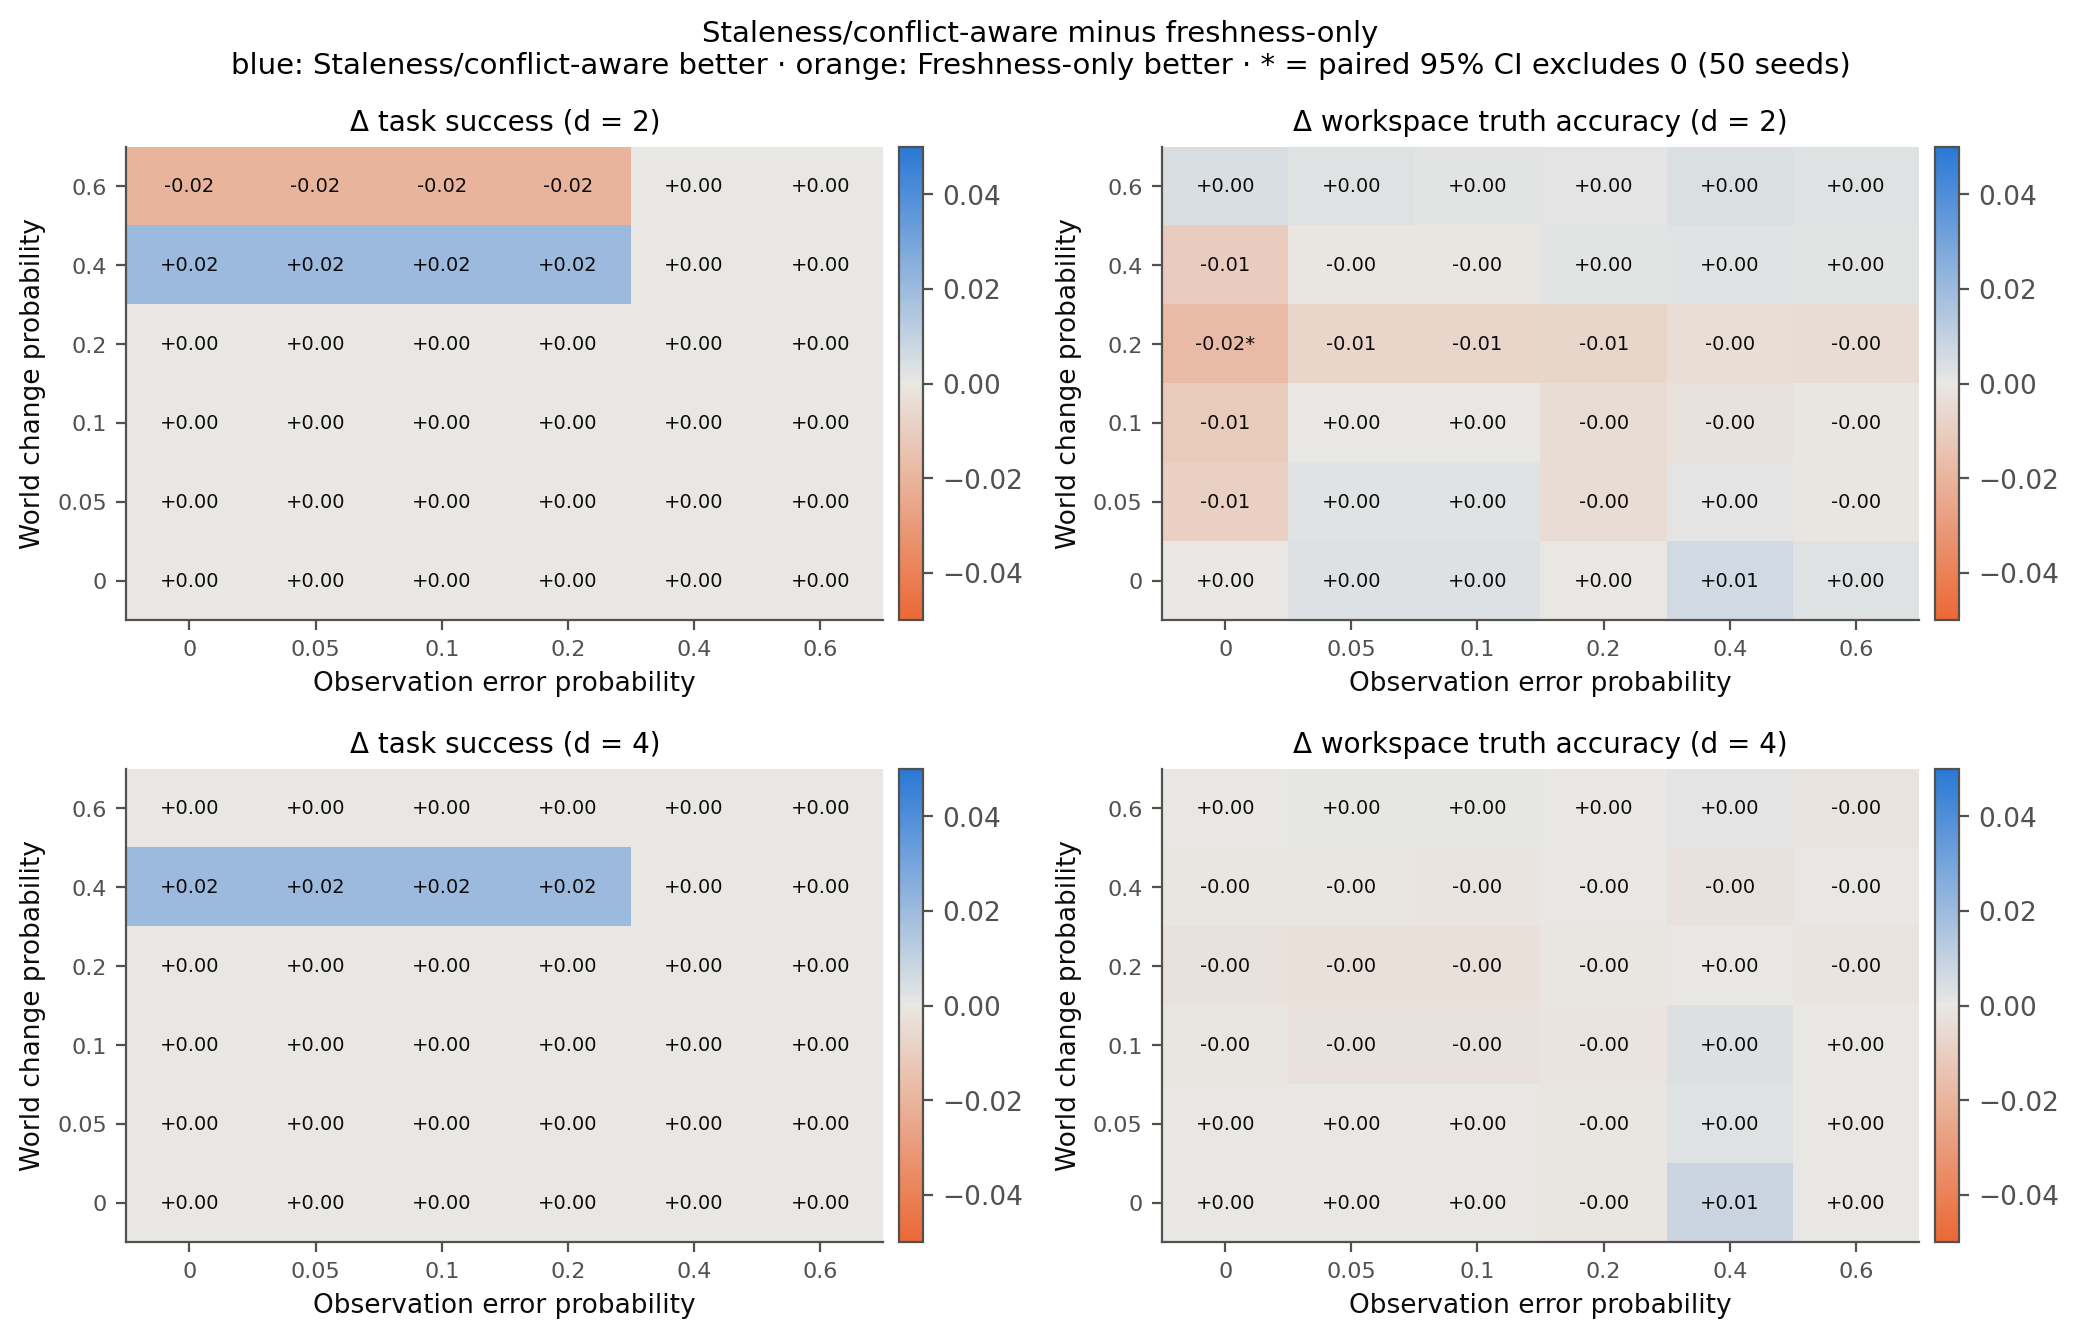 Staleness/conflict-aware minus freshness-only
blue: Staleness/conflict-aware better · orange: Freshness-only better · * = paired 95% CI excludes 0 (50 seeds)
Δ task success (d = 2)
World change probability
0.6 -0.02 -0.02 -0.02 -0.02 +0.00 +0.00
0.4 +0.02 +0.02 +0.02 +0.02 +0.00 +0.00
0.2 +0.00 +0.00 +0.00 +0.00 +0.00 +0.00
0.1 +0.00 +0.00 +0.00 +0.00 +0.00 +0.00
0.05 +0.00 +0.00 +0.00 +0.00 +0.00 +0.00
0 +0.00 +0.00 +0.00 +0.00 +0.00 +0.00
0 0.05 0.1 0.2 0.4 0.6
Observation error probability
0.04
0.02
0.00
−0.02
−0.04
Δ workspace truth accuracy (d = 2)
World change probability
0.6 +0.00 +0.00 +0.00 +0.00 +0.00 +0.00
0.4 -0.01 -0.00 -0.00 +0.00 +0.00 +0.00
0.2 -0.02* -0.01 -0.01 -0.01 -0.00 -0.00
0.1 -0.01 +0.00 +0.00 -0.00 -0.00 -0.00
0.05 -0.01 +0.00 +0.00 -0.00 +0.00 -0.00
0 +0.00 +0.00 +0.00 +0.00 +0.01 +0.00
0 0.05 0.1 0.2 0.4 0.6
Observation error probability
0.04
0.02
0.00
−0.02
−0.04
Δ task success (d = 4)
World change probability
0.6 +0.00 +0.00 +0.00 +0.00 +0.00 +0.00
0.4 +0.02 +0.02 +0.02 +0.02 +0.00 +0.00
0.2 +0.00 +0.00 +0.00 +0.00 +0.00 +0.00
0.1 +0.00 +0.00 +0.00 +0.00 +0.00 +0.00
0.05 +0.00 +0.00 +0.00 +0.00 +0.00 +0.00
0 +0.00 +0.00 +0.00 +0.00 +0.00 +0.00
0 0.05 0.1 0.2 0.4 0.6
Observation error probability
0.04
0.02
0.00
−0.02
−0.04
Δ workspace truth accuracy (d = 4)
World change probability
0.6 +0.00 +0.00 +0.00 +0.00 +0.00 -0.00
0.4 -0.00 -0.00 -0.00 -0.00 -0.00 -0.00
0.2 -0.00 -0.00 -0.00 -0.00 +0.00 -0.00
0.1 -0.00 -0.00 -0.00 -0.00 +0.00 +0.00
0.05 +0.00 +0.00 +0.00 -0.00 +0.00 +0.00
0 +0.00 +0.00 +0.00 -0.00 +0.01 +0.00
0 0.05 0.1 0.2 0.4 0.6
Observation error probability
0.04
0.02
0.00
−0.02
−0.04